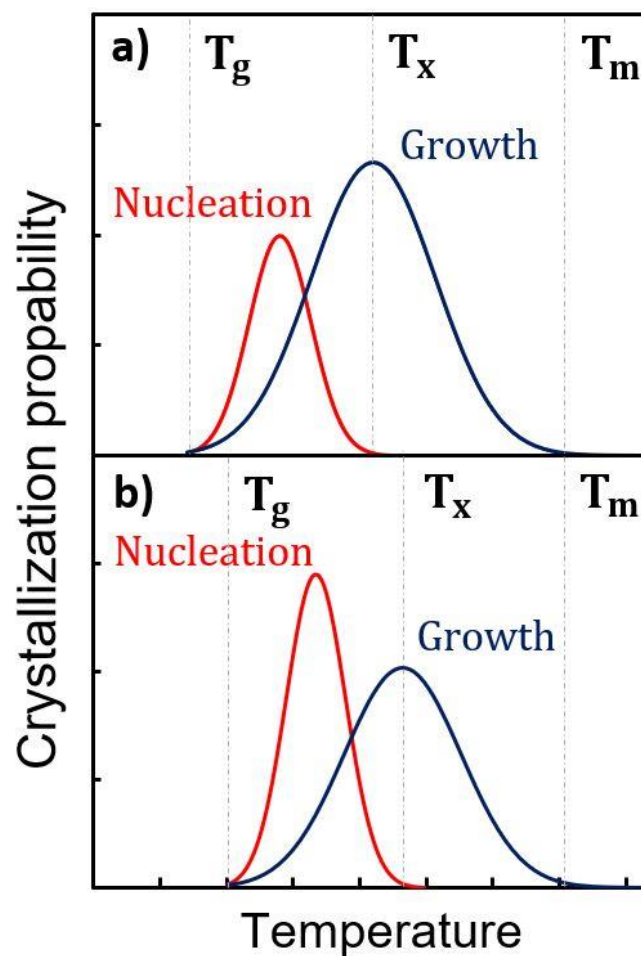 a)
Tg
Tx
Tm
Growth
Nucleation
b)
Tg
Tx
Tm
Nucleation
Growth
Crystallization propability
Temperature